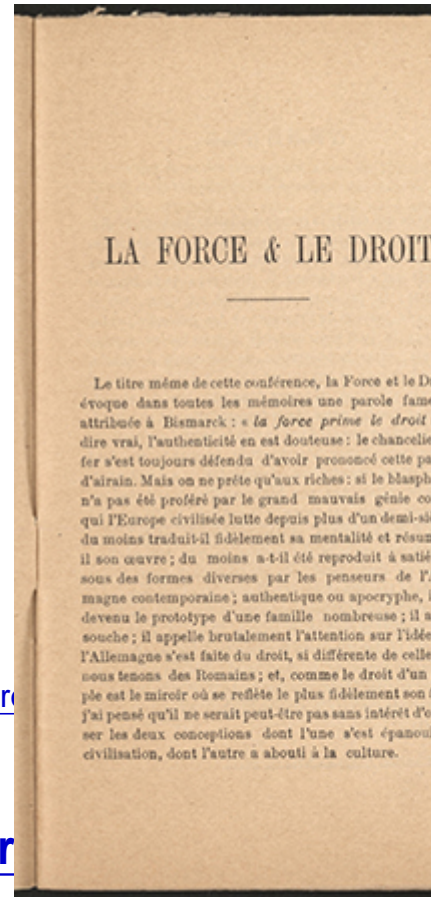 LA FORCE & LE DROIT
Le titre même de cette conférence, la Force et le D
évoque dans toutes les mémoires une parole fame
attribuée à Bismarck : « la force prime le droit
dire vrai, l'authenticité en est douteuse : le chancelie
fer s'est toujours défendu d'avoir prononcé cette pa
d'airain. Mais on ne prête qu'aux riches : si le blasph
n'a pas été proféré par le grand mauvais génie co
qui l'Europe civilisée lutte depuis plus d'un demi-si
du moins traduit-il fidèlement sa mentalité et résum
il son œuvre ; du moins a-t-il été reproduit à satié
sous des formes diverses par les penseurs de l'
magne contemporaine ; authentique ou apocryphe, i
devenu le prototype d'une famille nombreuse ; il a
souche ; il appelle brutalement l'attention sur l'idée
l'Allemagne s'est faite du droit, si différente de celle
nous tenons des Romains ; et, comme le droit d'un
ple est le miroir où se reflète le plus fidèlement son
j'ai pensé qu'il ne serait peut-être pas sans intérêt d'o
ser les deux conceptions dont l'une s'est épanoui
civilisation, dont l'autre a abouti à la culture.